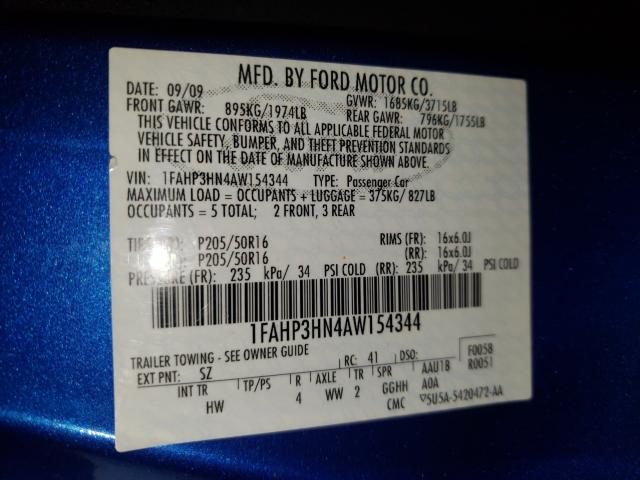 MFD. BY FORD MOTOR CO.
DATE: 09/09 GVWR: 1685KG/3715LB
FRONT GAWR: 895KG/1974LB REAR GAWR: 796KG/1755LB
THIS VEHICLE CONFORMS TO ALL APPLICABLE FEDERAL MOTOR
VEHICLE SAFETY, BUMPER, AND THEFT PREVENTION STANDARDS
IN EFFECT ON THE DATE OF MANUFACTURE SHOWN ABOVE.
VIN: 1FAHP3HN4AW154344 TYPE: Passenger Car
MAXIMUM LOAD = OCCUPANTS + LUGGAGE = 375KG/ 827LB
OCCUPANTS = 5 TOTAL; 2 FRONT, 3 REAR
P205/50R16 RIMS (FR): 16x6.0J
P205/50R16 (RR): 16x6.0J
PRESSURE (FR): 235 kPa/ 34 PSI COLD (RR): 235 kPa/ 34 PSI COLD
1FAHP3HN4AW154344
TRAILER TOWING - SEE OWNER GUIDE F0058
EXT PNT: SZ RC: 41 DSO: R0051
INT TR TP/PS R AXLE TR SPR AAU18
HW 4 WW 2 GGHH A0A
CMC 5U5A-5420472-AA